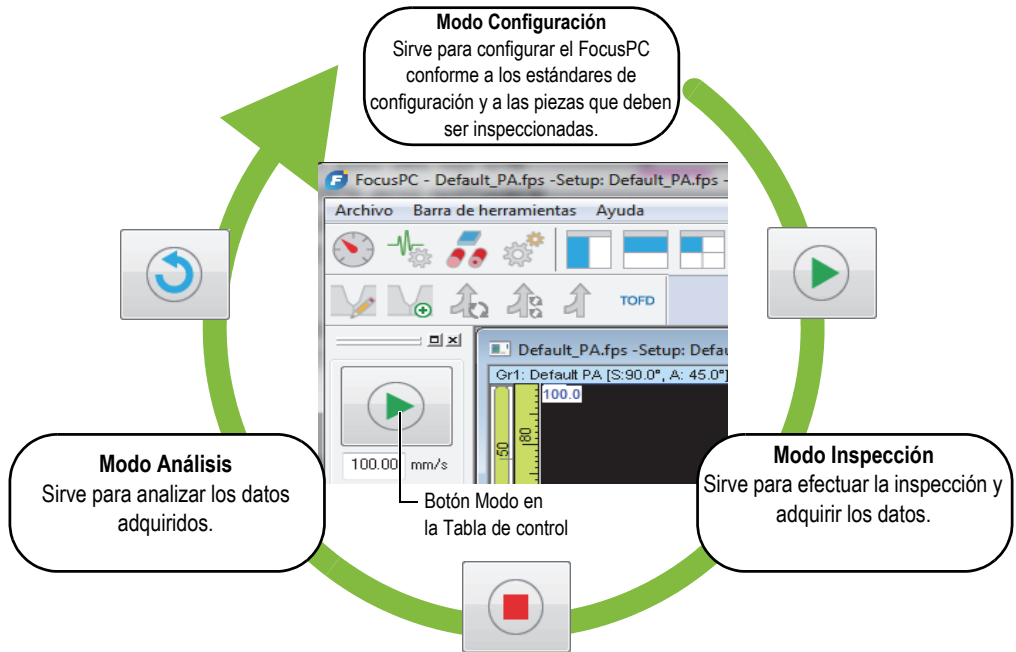 Modo Configuración
Sirve para configurar el FocusPC
conforme a los estándares de
configuración y a las piezas que deben
ser inspeccionadas.
FocusPC - Default_PA.fps -Setup: Default_PA.fps -
Archivo Barra de herramientas Ayuda
TOFD
Default_PA.fps -Setup: Defau
Gr1: Default PA [S:90.0°, A: 45.0°]
100.0
80
50
100.00 mm/s
Botón Modo en
la Tabla de control
Modo Análisis
Sirve para analizar los datos
adquiridos.
Modo Inspección
Sirve para efectuar la inspección y
adquirir los datos.